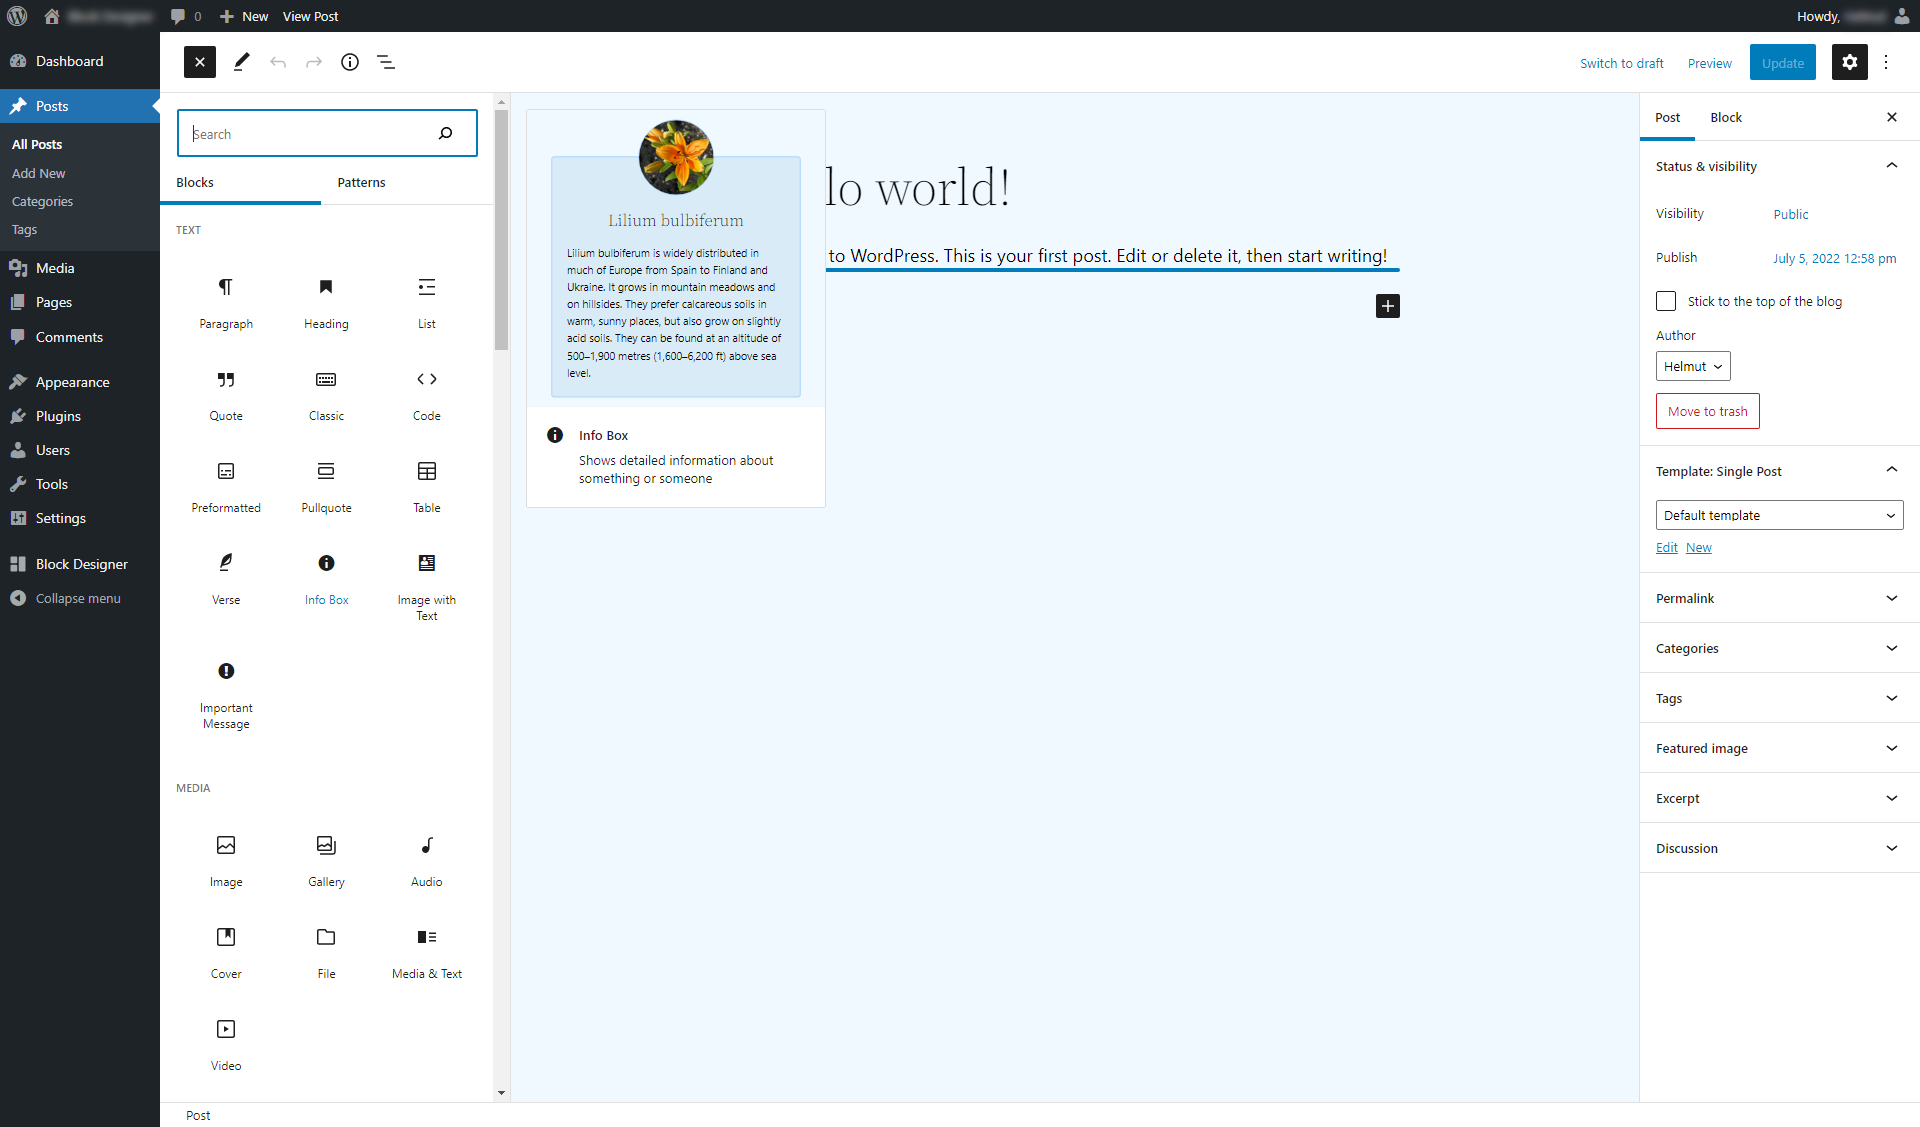 0
New
View Post
Howdy,
Dashboard
Posts
All Posts
Add New
Categories
Tags
Media
Pages
Comments
Appearance
Plugins
Users
Tools
Settings
Block Designer
Collapse menu
Switch to draft
Preview
Update
Search
Blocks
Patterns
TEXT
Paragraph
Heading
List
Quote
Classic
Code
Preformatted
Pullquote
Table
Verse
Info Box
Image with
Text
Important
Message
MEDIA
Image
Gallery
Audio
Cover
File
Media & Text
Video
Lilium bulbiferum
Lilium bulbiferum is widely distributed in
much of Europe from Spain to Finland and
Ukraine. It grows in mountain meadows and
on hillsides. They prefer calcareous soils in
warm, sunny places, but also grow on slightly
acid soils. They can be found at an altitude of
500–1,900 metres (1,600–6,200 ft) above sea
level.
Info Box
Shows detailed information about
something or someone
lo world!
to WordPress. This is your first post. Edit or delete it, then start writing!
Post
Block
Status & visibility
Visibility
Public
Publish
July 5, 2022 12:58 pm
Stick to the top of the blog
Author
Helmut
Move to trash
Template: Single Post
Default template
Edit
New
Permalink
Categories
Tags
Featured image
Excerpt
Discussion
Post